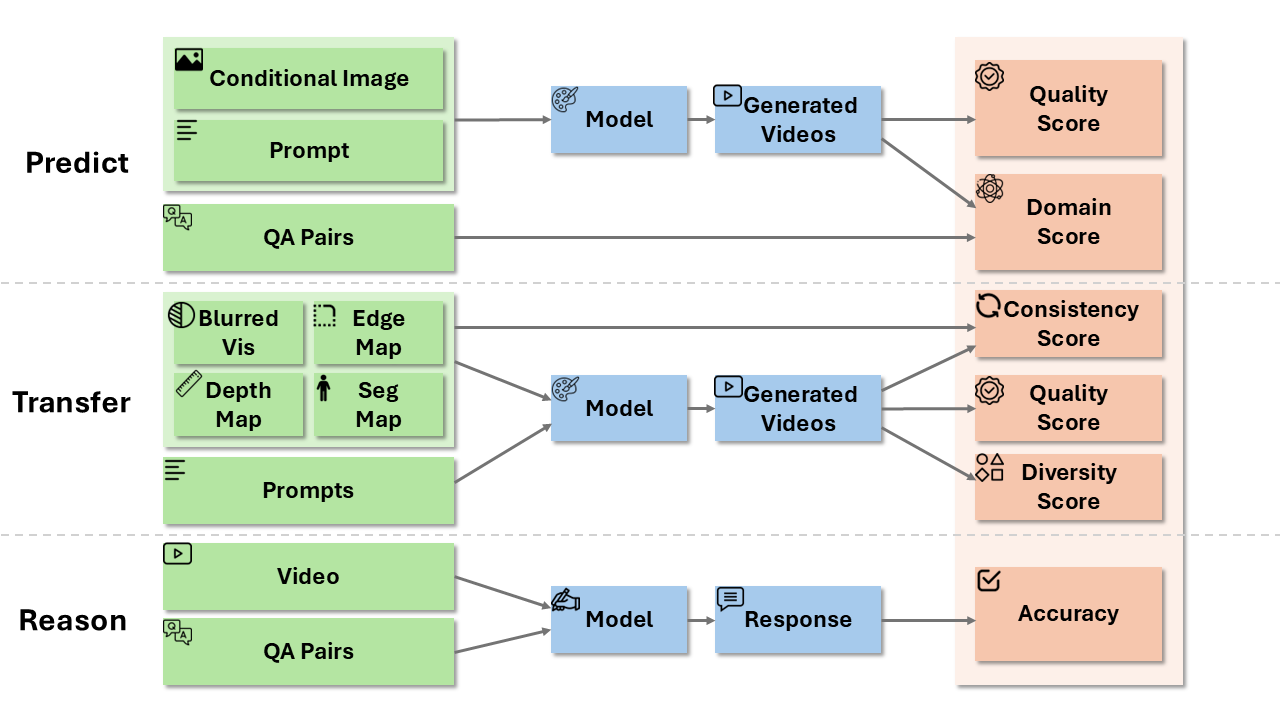 Predict
Conditional Image
Prompt
QA Pairs
Model
Generated
Videos
Quality
Score
Domain
Score
Transfer
Blurred
Vis
Edge
Map
Depth
Map
Seg
Map
Prompts
Model
Generated
Videos
Consistency
Score
Quality
Score
Diversity
Score
Reason
Video
QA Pairs
Model
Response
Accuracy